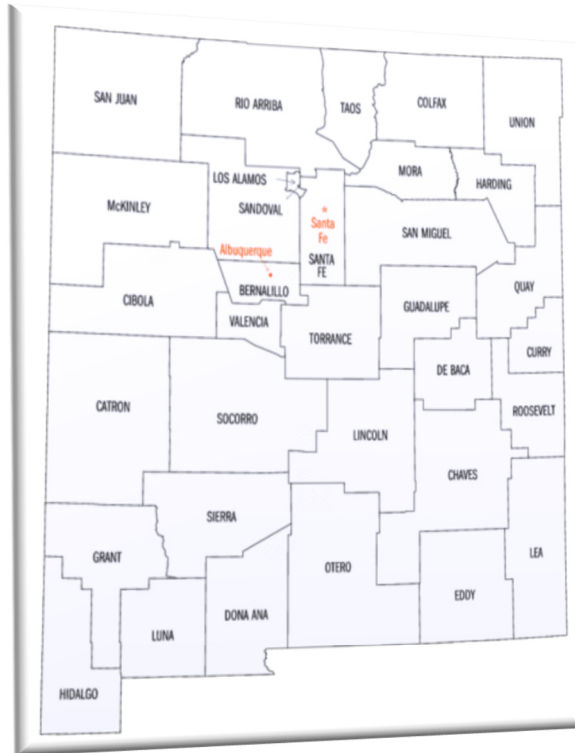 SAN JUAN
RIO ARRIBA
TAOS
COLFAX
UNION
LOS ALAMOS
MORA
HARDING
McKINLEY
SANDOVAL
Santa
Fe
SAN MIGUEL
Albuquerque
SANTA
FE
CIBOLA
BERNALILLO
QUAY
VALENCIA
GUADALUPE
TORRANCE
CURRY
DE BACA
CATRON
SOCORRO
LINCOLN
ROOSEVELT
CHAVES
SIERRA
GRANT
OTERO
LEA
EDDY
LUNA
DONA ANA
HIDALGO